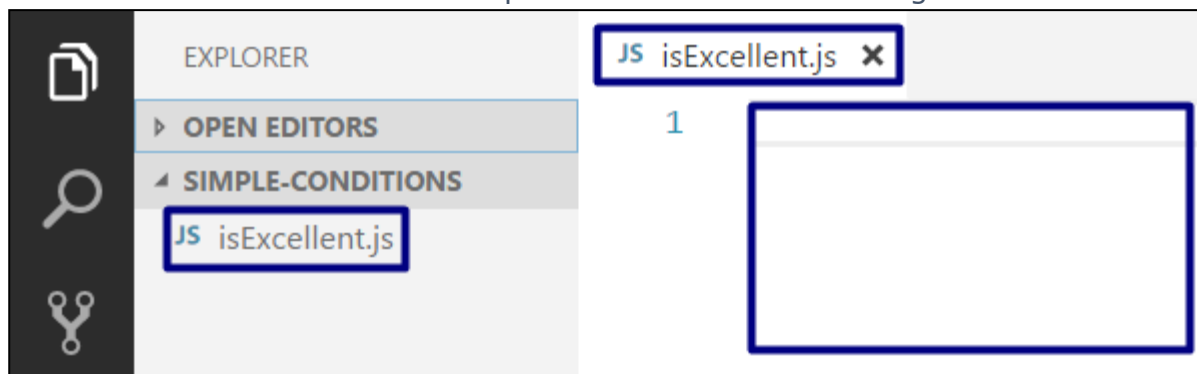 EXPLORER
OPEN EDITORS
SIMPLE-CONDITIONS
JS isExcellent.js
JS isExcellent.js
1